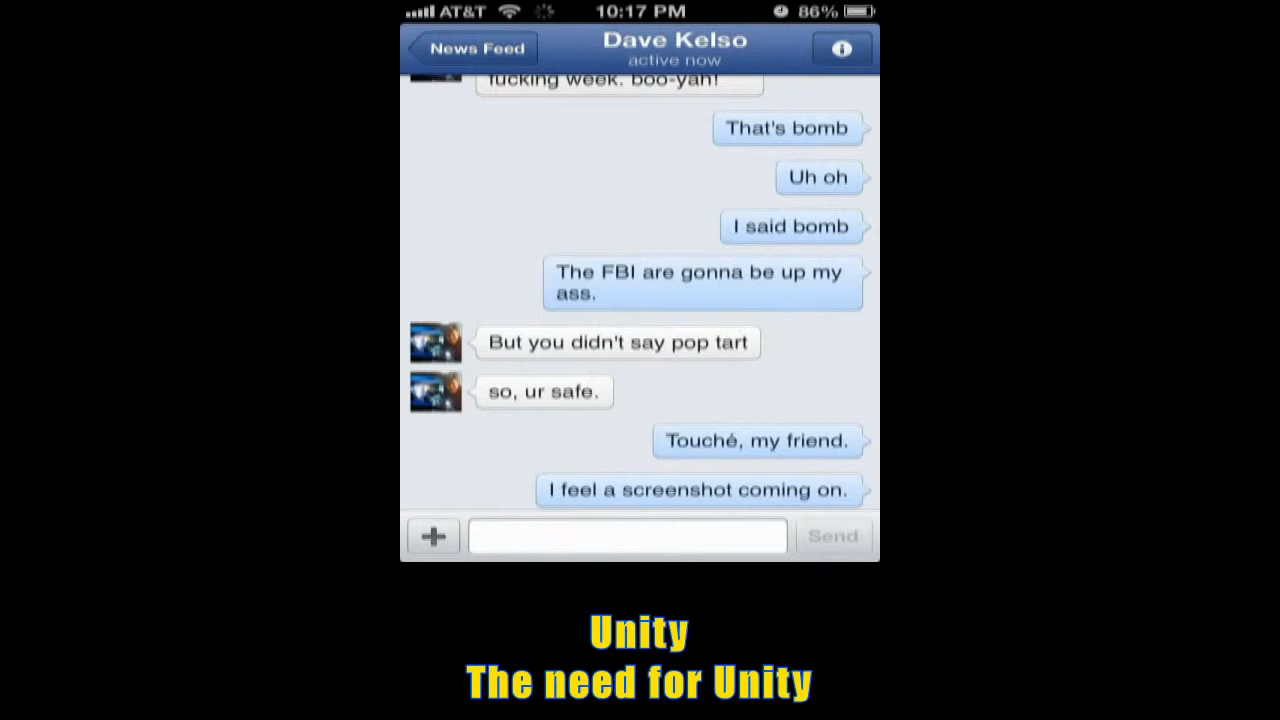 AT&T 10:17 PM 86%
News Feed
Dave Kelso
active now
fucking week. boo-yah!
That's bomb
Uh oh
I said bomb
The FBI are gonna be up my
ass.
But you didn't say pop tart
so, ur safe.
Touché, my friend.
I feel a screenshot coming on.
Send
Unity
The need for Unity